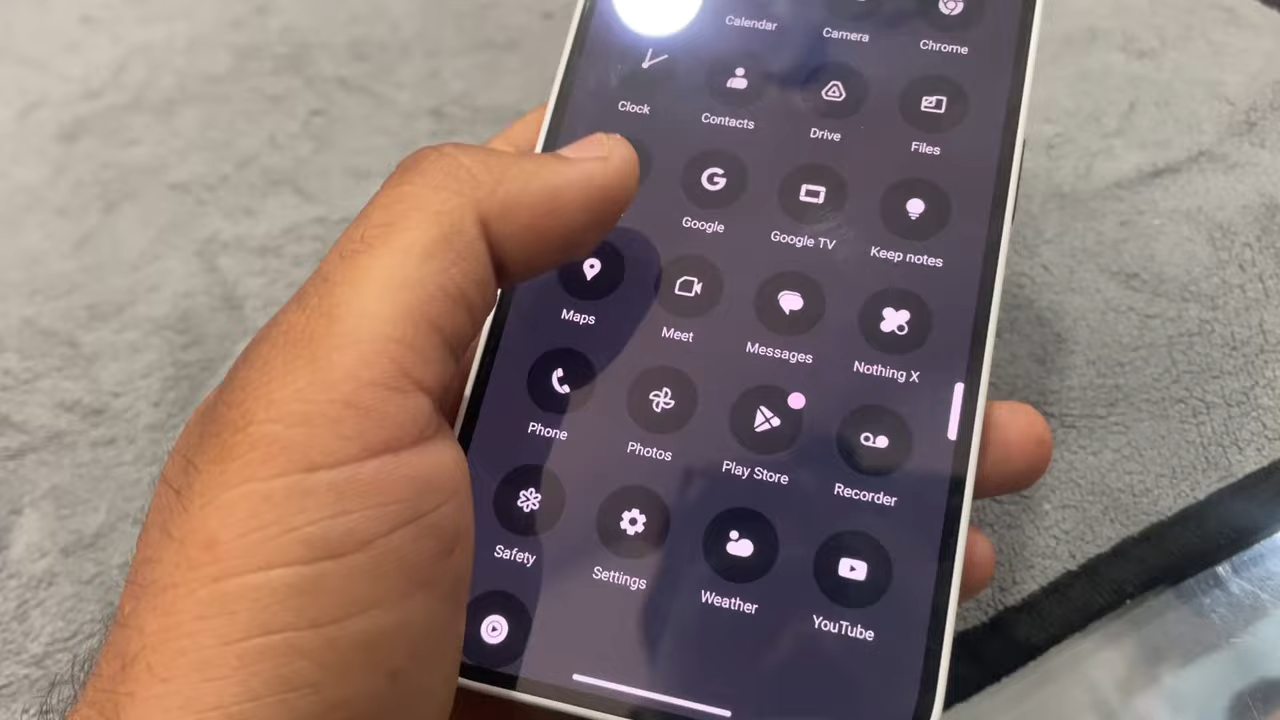 Calendar
Camera
Chrome
Clock
Contacts
Drive
Files
Google
Google TV
Keep notes
Maps
Meet
Messages
Nothing X
Phone
Photos
Play Store
Recorder
Safety
Settings
Weather
YouTube